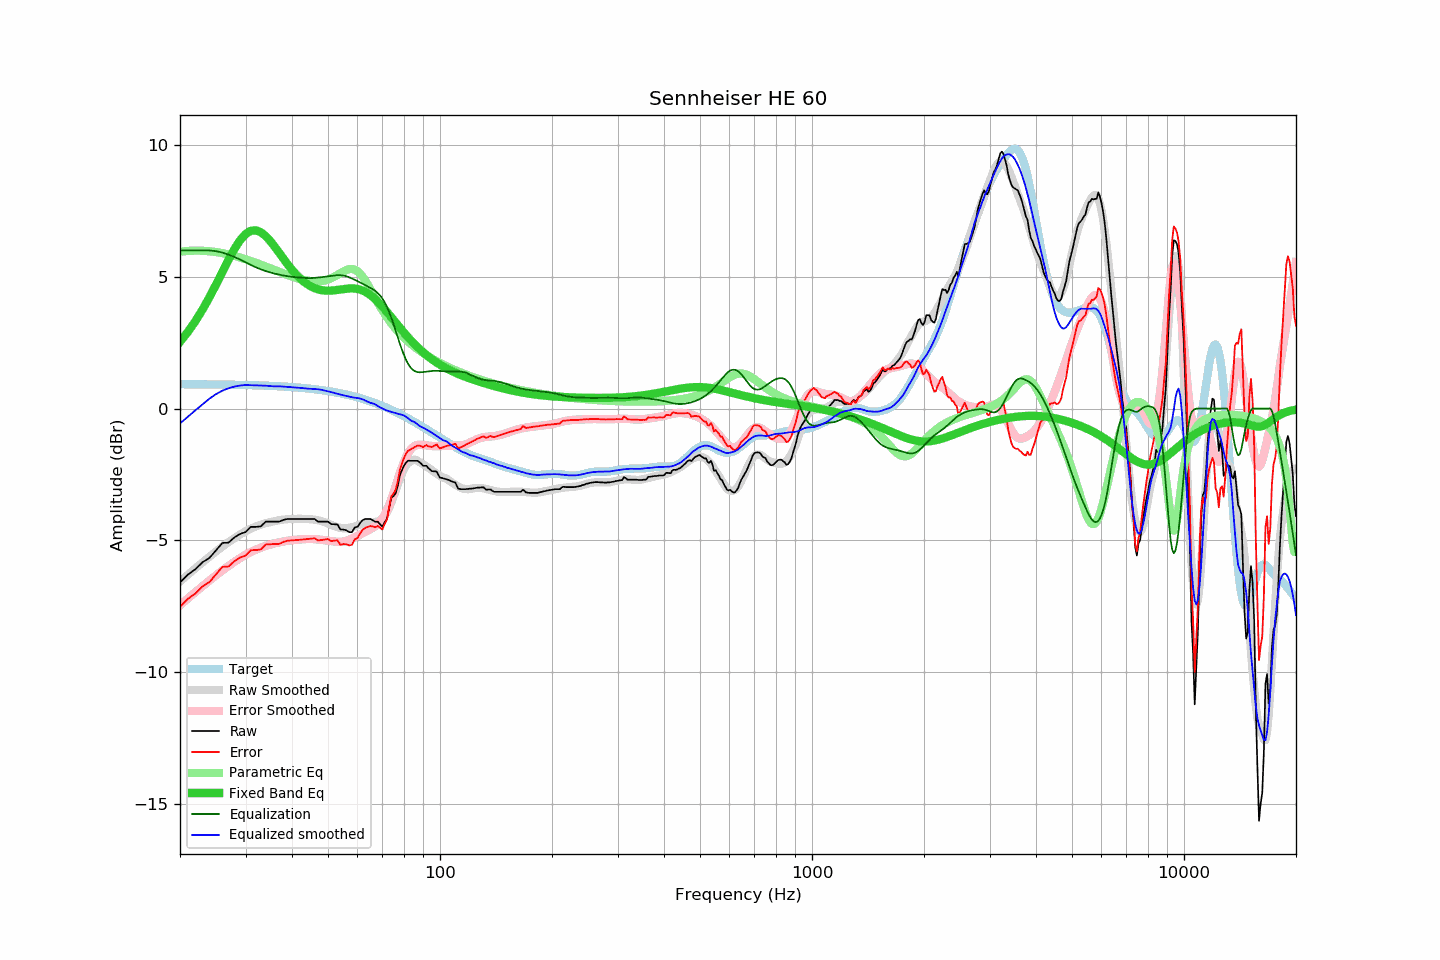 Sennheiser HE 60
Amplitude (dBr)
10
5
0
−5
−10
−15
Target
Raw Smoothed
Error Smoothed
Raw
Error
Parametric Eq
Fixed Band Eq
Equalization
Equalized smoothed
100
1000
10000
Frequency (Hz)